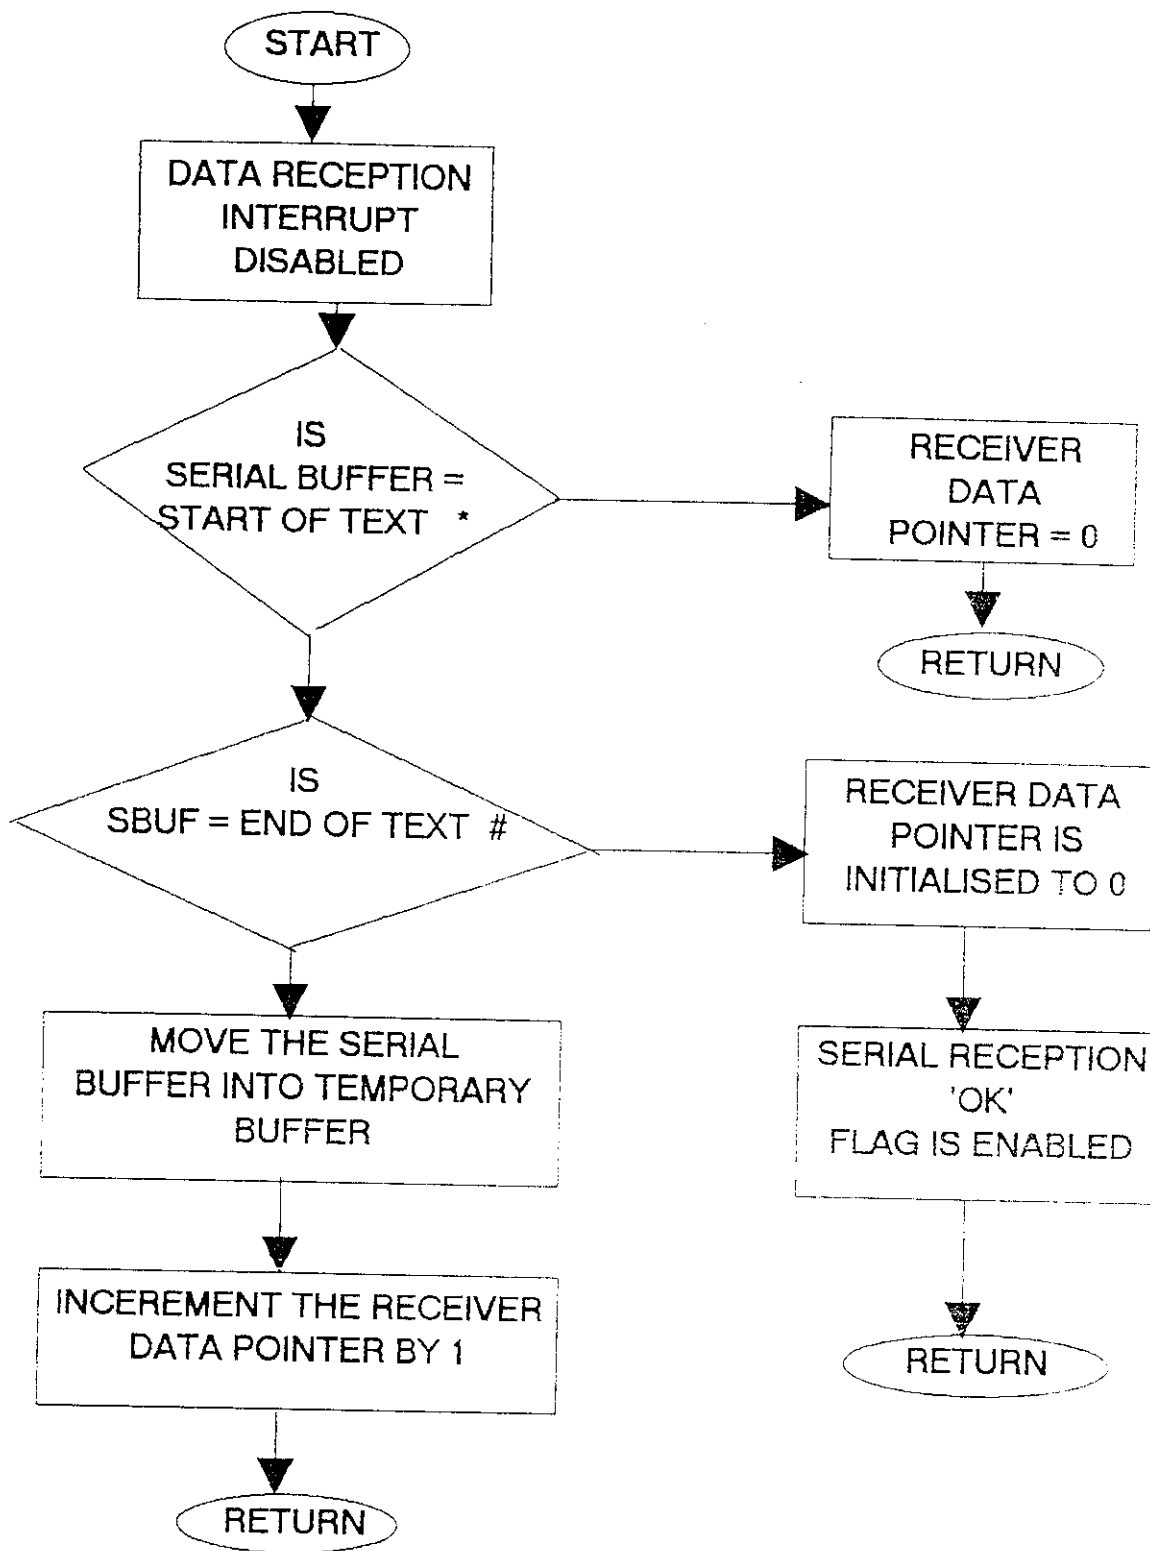 START
DATA RECEPTION
INTERRUPT
DISABLED
IS
SERIAL BUFFER =
START OF TEXT *
RECEIVER
DATA
POINTER = 0
RETURN
IS
SBUF = END OF TEXT #
RECEIVER DATA
POINTER IS
INITIALISED TO 0
MOVE THE SERIAL
BUFFER INTO TEMPORARY
BUFFER
SERIAL RECEPTION
'OK'
FLAG IS ENABLED
INCEREMENT THE RECEIVER
DATA POINTER BY 1
RETURN
RETURN